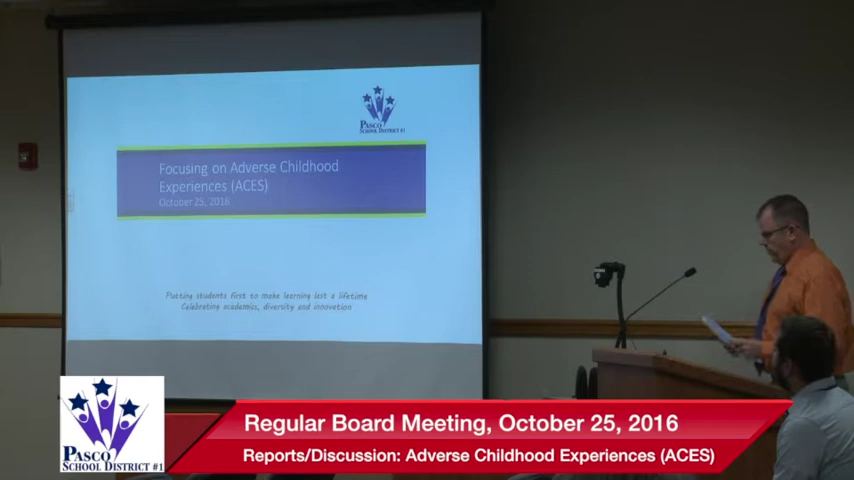 PASCO
SCHOOL DISTRICT #1
Focusing on Adverse Childhood
Experiences (ACES)
October 25, 2016
Putting students first to make learning last a lifetime
Celebrating academics, diversity and innovation
PASCO
SCHOOL DISTRICT #1
Regular Board Meeting, October 25, 2016
Reports/Discussion: Adverse Childhood Experiences (ACES)